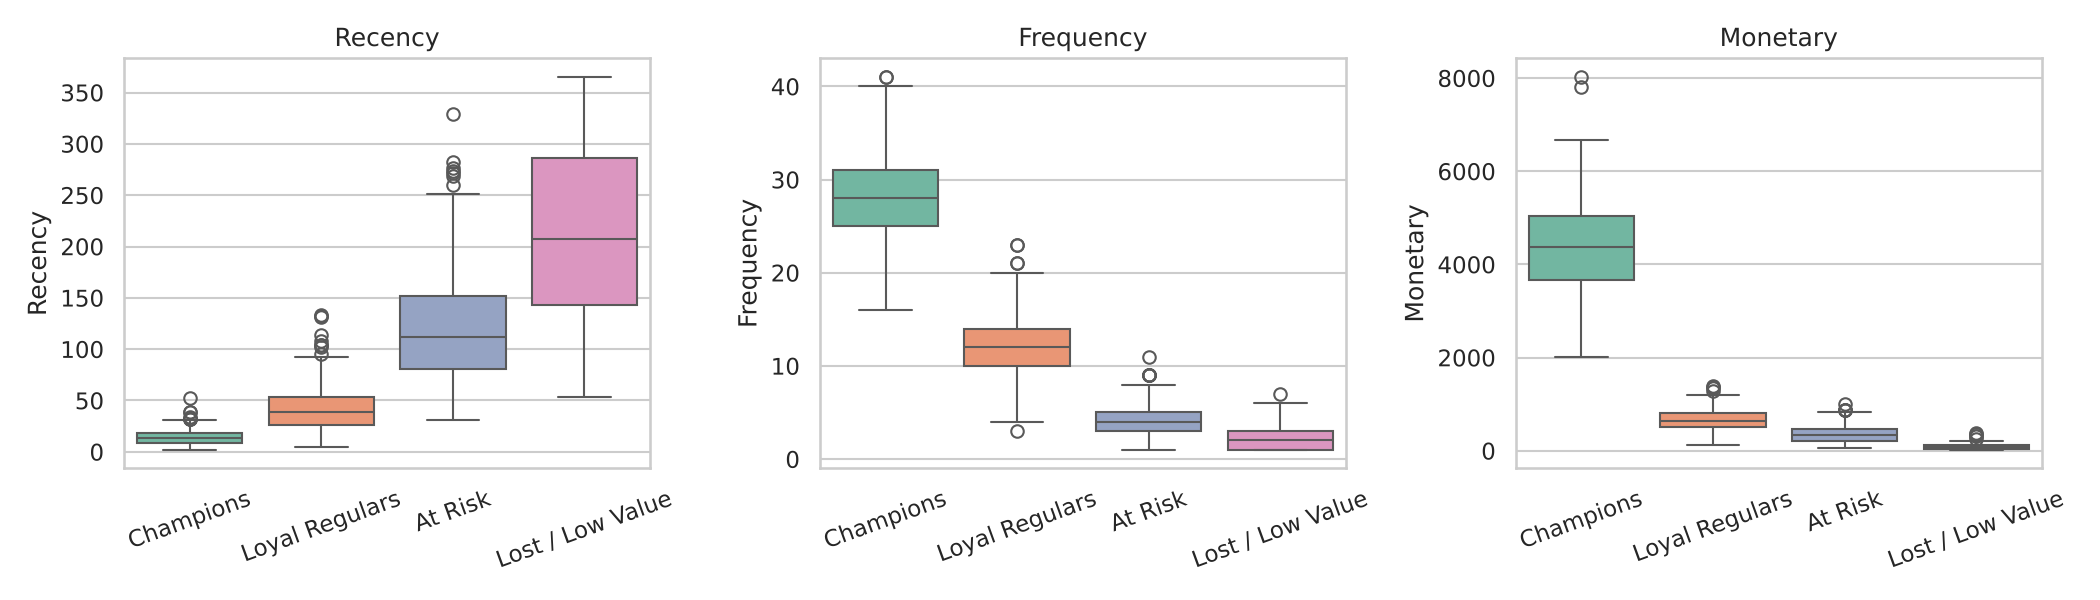 Recency
Frequency
Monetary
Recency
350
300
250
200
150
100
50
0
Champions
Loyal Regulars
At Risk
Lost / Low Value
Frequency
40
30
20
10
0
Champions
Loyal Regulars
At Risk
Lost / Low Value
Monetary
8000
6000
4000
2000
0
Champions
Loyal Regulars
At Risk
Lost / Low Value